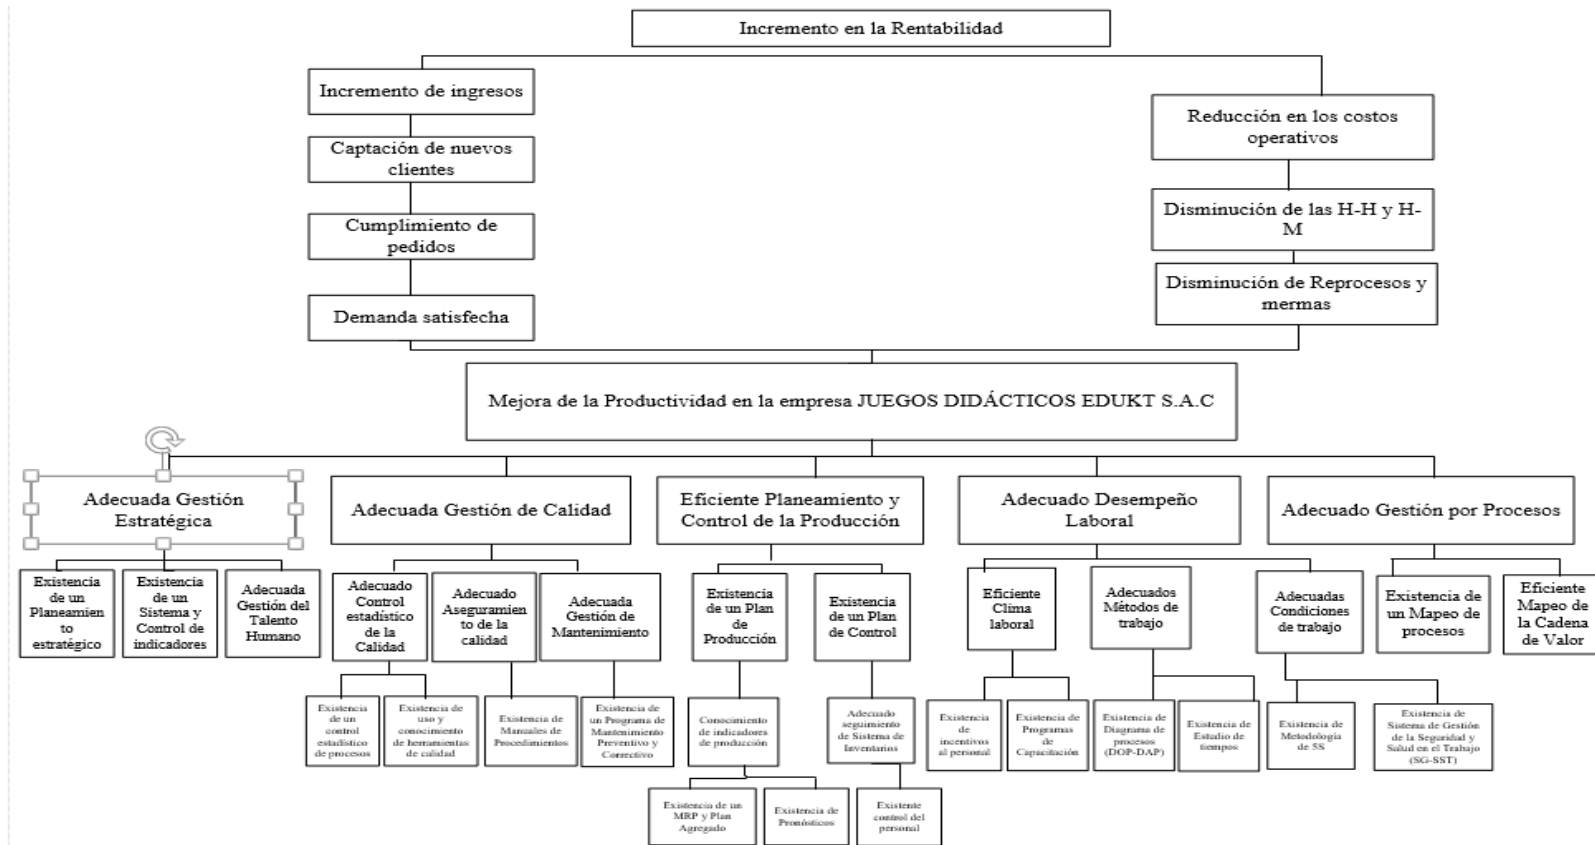 Incremento en la Rentabilidad
Incremento de ingresos
Captación de nuevos
clientes
Cumplimiento de
pedidos
Demanda satisfecha
Reducción en los costos
operativos
Disminución de las H-H y H-
M
Disminución de Reprocesos y
mermas
Mejora de la Productividad en la empresa JUEGOS DIDÁCTICOS EDUKT S.A.C
Adecuada Gestión
Estratégica
Adecuada Gestión de Calidad
Eficiente Planeamiento y
Control de la Producción
Adecuado Desempeño
Laboral
Adecuado Gestión por Procesos
Existencia
de un
Planeamien
to
estratégico
Existencia
de un
Sistema y
Control de
indicadores
Adecuada
Gestión del
Talento
Humano
Adecuado
Control
estadístico
de la
Calidad
Adecuado
Aseguramien
to de la
calidad
Adecuada
Gestión de
Mantenimiento
Existencia
de un Plan
de
Producción
Existencia
de un Plan
de Control
Eficiente
Clima
laboral
Adecuados
Métodos de
trabajo
Adecuadas
Condiciones
de trabajo
Existencia de
un Mapeo de
procesos
Eficiente
Mapeo de
la Cadena
de Valor
Existencia
de un
control
estadístico
de procesos
Existencia de
uso y
conocimiento
de herramientas
de calidad
Existencia de
Manuales de
Procedimientos
Existencia de
un Programa de
Mantenimiento
Preventivo y
Correctivo
Conocimiento
de indicadores
de producción
Adecuado
seguimiento
de Sistema de
Inventarios
Existencia
de
incentivos
al personal
Existencia de
Programas
de
Capacitación
Existencia de
Diagrama de
procesos
(DOP-DAP)
Existencia de
Estudio de
tiempos
Existencia de
Metodología
de 5S
Existencia de
Sistema de Gestión
de la Seguridad y
Salud en el Trabajo
(SG-SST)
Existencia de un
MRP y Plan
Agregado
Existencia de
Pronósticos
Existente
control del
personal